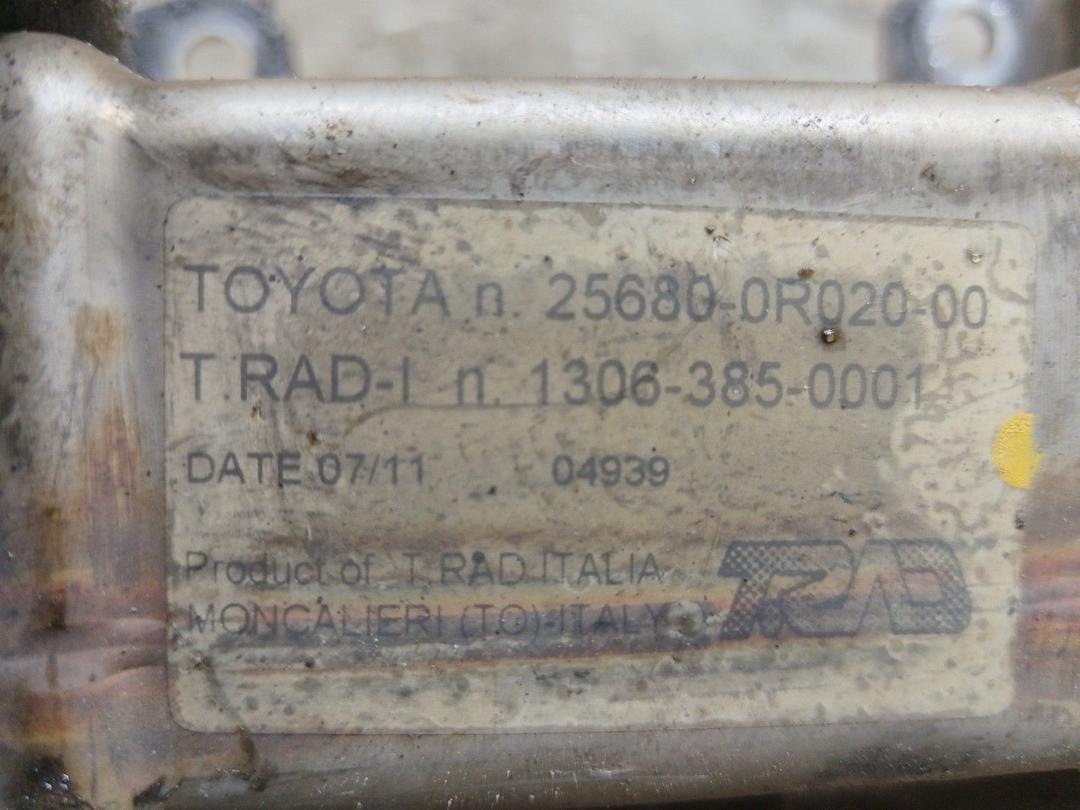 TOYOTA n. 25680-0R020-00
T.RAD-I n. 1306-385-0001
DATE 07/11 04939
Product of T.RAD ITALIA
MONCALIERI (TO)-ITALY
TRAD